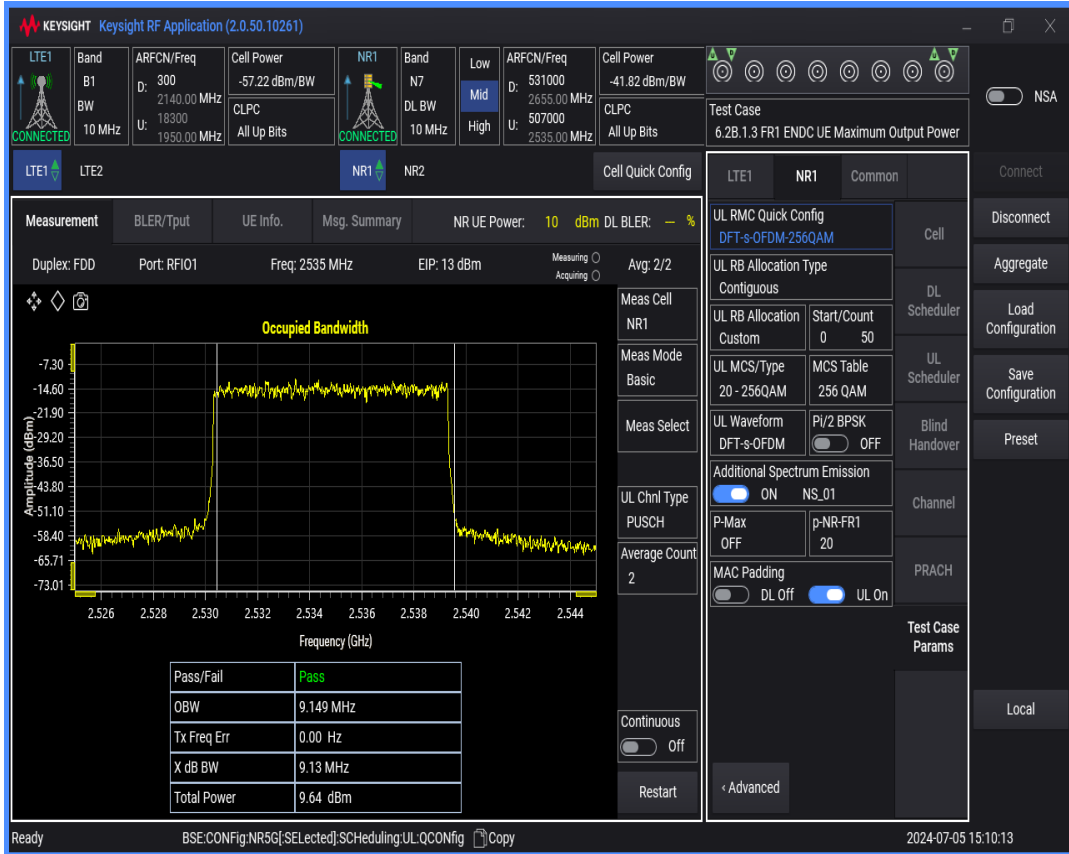 KEYSIGHT Keysight RF Application (2.0.50.10261)
LTE1
CONNECTED
Band
B1
BW
10 MHz
ARFCN/Freq
D: 300
2140.00 MHz
U: 18300
1950.00 MHz
Cell Power
-57.22 dBm/BW
CLPC
All Up Bits
NR1
CONNECTED
Band
N7
DL BW
10 MHz
Low
Mid
High
ARFCN/Freq
D: 531000
2655.00 MHz
U: 507000
2535.00 MHz
Cell Power
-41.82 dBm/BW
CLPC
All Up Bits
Test Case
6.2B.1.3 FR1 ENDC UE Maximum Output Power
NSA
LTE1 LTE2 NR1 NR2 Cell Quick Config
Measurement BLER/Tput UE Info. Msg. Summary NR UE Power: 10 dBm DL BLER: -- %
Duplex: FDD Port: RFIO1 Freq: 2535 MHz EIP: 13 dBm Measuring Acquiring Avg: 2/2
Occupied Bandwidth
Amplitude (dBm)
-7.30
-14.60
-21.90
-29.20
-36.50
-43.80
-51.10
-58.40
-65.71
-73.01
2.526 2.528 2.530 2.532 2.534 2.536 2.538 2.540 2.542 2.544
Frequency (GHz)
Pass/Fail Pass
OBW 9.149 MHz
Tx Freq Err 0.00 Hz
X dB BW 9.13 MHz
Total Power 9.64 dBm
Meas Cell
NR1
Meas Mode
Basic
Meas Select
UL Chnl Type
PUSCH
Average Count
2
Continuous
Off
Restart
LTE1 NR1 Common
UL RMC Quick Config
DFT-s-OFDM-256QAM
UL RB Allocation Type
Contiguous
UL RB Allocation Start/Count
Custom 0 50
UL MCS/Type MCS Table
20 - 256QAM 256 QAM
UL Waveform Pi/2 BPSK
DFT-s-OFDM OFF
Additional Spectrum Emission
ON NS_01
P-Max p-NR-FR1
OFF 20
MAC Padding
DL Off UL On
‹ Advanced
Cell
DL
Scheduler
UL
Scheduler
Blind
Handover
Channel
PRACH
Test Case
Params
Connect
Disconnect
Aggregate
Load
Configuration
Save
Configuration
Preset
Local
Ready BSE:CONFig:NR5G[:SELected]:SCHeduling:UL:QCONfig Copy 2024-07-05 15:10:13